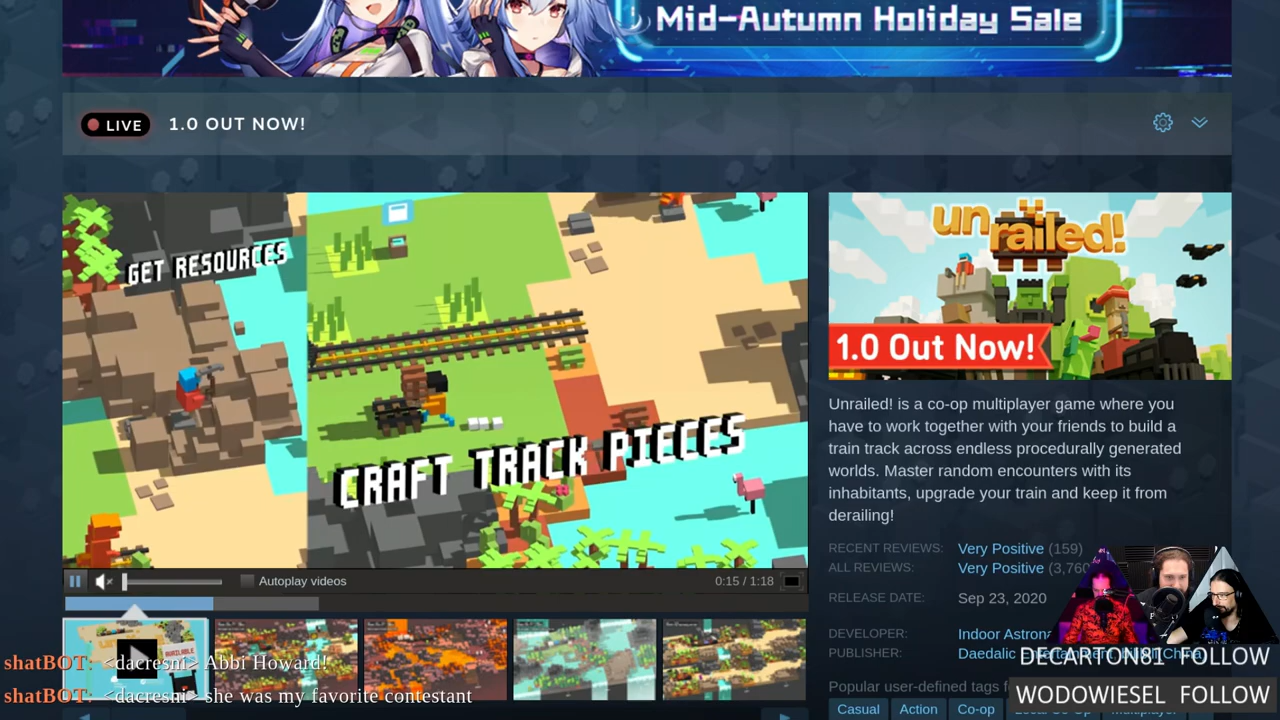 Mid-Autumn Holiday Sale
LIVE 1.0 OUT NOW!
GET RESOURCES
CRAFT TRACK PIECES
unrailed!
1.0 Out Now!
Unrailed! is a co-op multiplayer game where you
have to work together with your friends to build a
train track across endless procedurally generated
worlds. Master random encounters with its
inhabitants, upgrade your train and keep it from
derailing!
RECENT REVIEWS: Very Positive (159)
ALL REVIEWS: Very Positive (3,760
RELEASE DATE: Sep 23, 2020
DEVELOPER: Indoor Astrona
PUBLISHER: Daedalic
Autoplay videos 0:15 / 1:18
shatBOT: <dacresni> Abbi Howard!
shatBOT: <dacresni> she was my favorite contestant
DECARTON81 FOLLOW
WODOWIESEL FOLLOW
Popular user-defined tags f
Casual Action Co-op